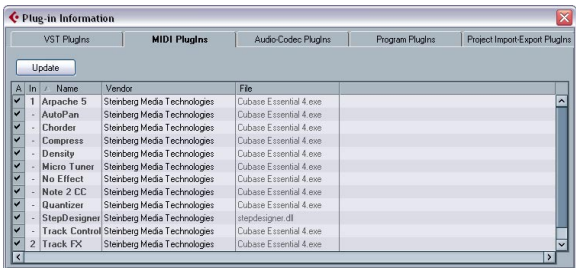 Plug-in Information
VST PlugIns MIDI PlugIns Audio-Codec PlugIns Program PlugIns Project Import-Export PlugIns
Update
A In Name Vendor File
1 Arpache 5 Steinberg Media Technologies Cubase Essential 4.exe
- AutoPan Steinberg Media Technologies Cubase Essential 4.exe
- Chorder Steinberg Media Technologies Cubase Essential 4.exe
- Compress Steinberg Media Technologies Cubase Essential 4.exe
- Density Steinberg Media Technologies Cubase Essential 4.exe
- Micro Tuner Steinberg Media Technologies Cubase Essential 4.exe
- No Effect Steinberg Media Technologies Cubase Essential 4.exe
- Note 2 CC Steinberg Media Technologies Cubase Essential 4.exe
- Quantizer Steinberg Media Technologies Cubase Essential 4.exe
- StepDesigner Steinberg Media Technologies stepdesigner.dll
- Track Control Steinberg Media Technologies Cubase Essential 4.exe
2 Track FX Steinberg Media Technologies Cubase Essential 4.exe